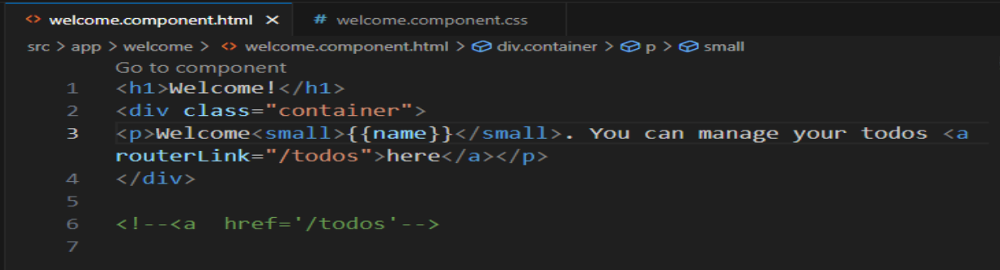 <> welcome.component.html × # welcome.component.css
src > app > welcome > <> welcome.component.html > div.container > p > small
Go to component
1 <h1>Welcome!</h1>
2 <div class="container">
3 <p>Welcome<small>{{name}}</small>. You can manage your todos <a
routerLink="/todos">here</a></p>
4 </div>
5
6 <!--<a  href='/todos'-->
7